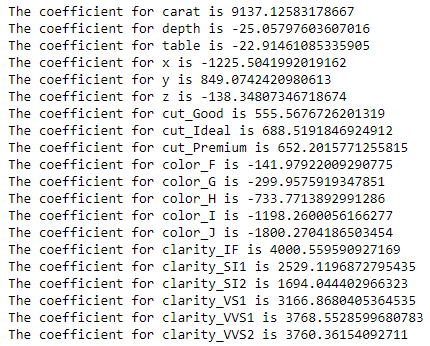 The coefficient for carat is 9137.12583178667
The coefficient for depth is -25.05797603607016
The coefficient for table is -22.91461085335905
The coefficient for x is -1225.5041992019162
The coefficient for y is 849.0742420980613
The coefficient for z is -138.34807346718674
The coefficient for cut_Good is 555.5676726201319
The coefficient for cut_Ideal is 688.5191846924912
The coefficient for cut_Premium is 652.2015771255815
The coefficient for color_F is -141.97922009290775
The coefficient for color_G is -299.9575919347851
The coefficient for color_H is -733.7713892991286
The coefficient for color_I is -1198.2600056166277
The coefficient for color_J is -1800.2704186503454
The coefficient for clarity_IF is 4000.559590927169
The coefficient for clarity_SI1 is 2529.1196872795435
The coefficient for clarity_SI2 is 1694.044402966323
The coefficient for clarity_VS1 is 3166.8680405364535
The coefficient for clarity_VVS1 is 3768.5528599680783
The coefficient for clarity_VVS2 is 3760.36154092711